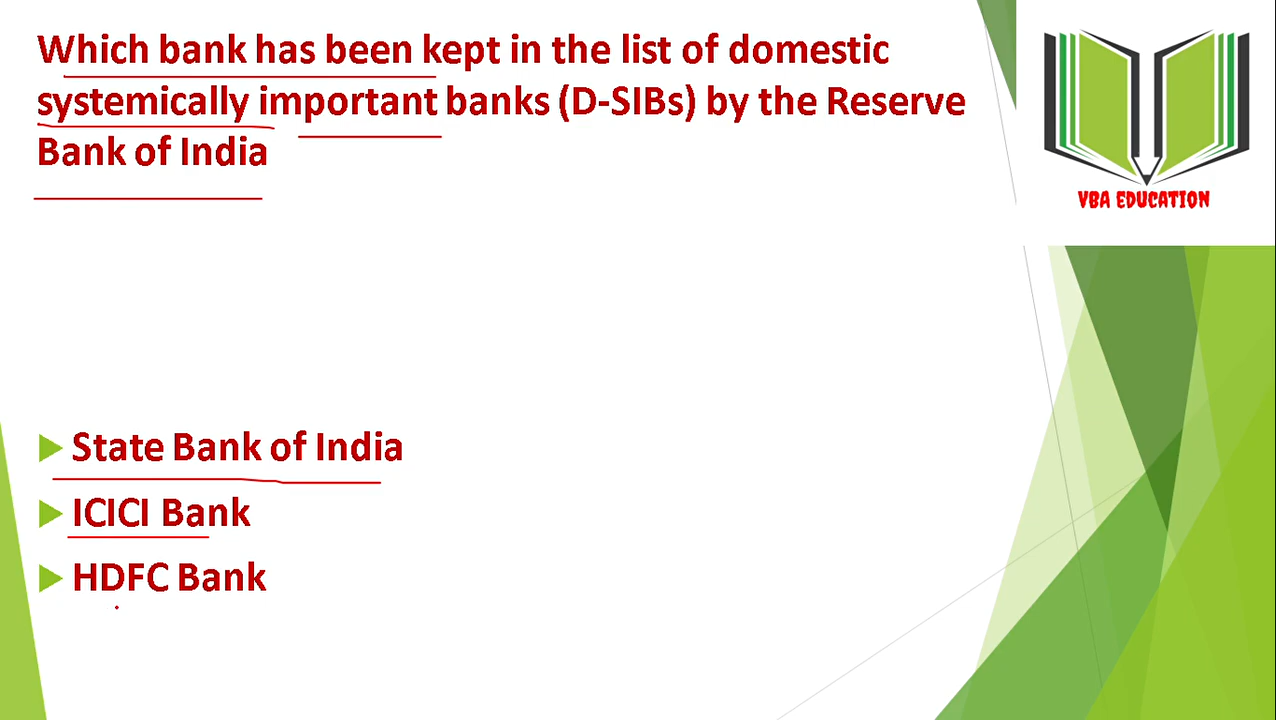 Which bank has been kept in the list of domestic
systemically important banks (D-SIBs) by the Reserve
Bank of India
VBA EDUCATION
State Bank of India
ICICI Bank
HDFC Bank